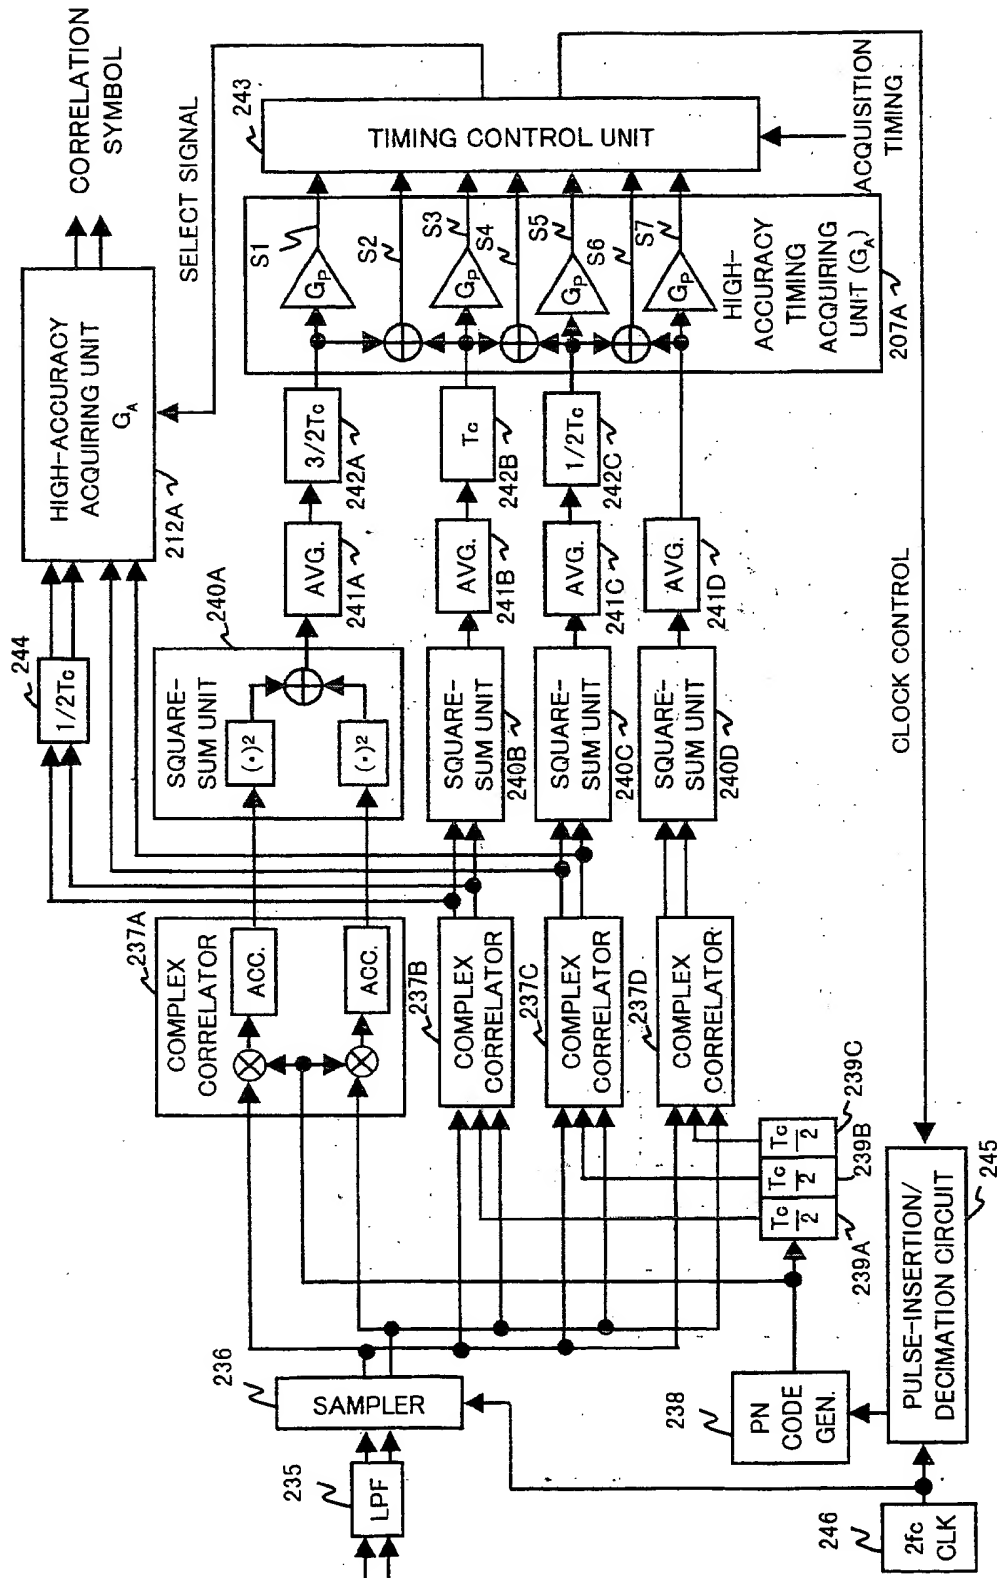 235
LPF
236
SAMPLER
246
2fc
CLK
238
PN
CODE
GEN.
PULSE-INSERTION/
DECIMATION CIRCUIT
245
Tc/2
Tc/2
Tc/2
239A
239B
239C
237A
COMPLEX
CORRELATOR
ACC.
ACC.
237B
COMPLEX
CORRELATOR
237C
COMPLEX
CORRELATOR
237D
COMPLEX
CORRELATOR
244
1/2Tc
240A
SQUARE-
SUM UNIT
(•)²
(•)²
SQUARE-
SUM UNIT
240B
SQUARE-
SUM UNIT
240C
SQUARE-
SUM UNIT
240D
AVG.
241A
AVG.
241B
AVG.
241C
AVG.
241D
3/2Tc
242A
Tc
242B
1/2Tc
242C
HIGH-ACCURACY
ACQUIRING UNIT
GA
212A
CORRELATION
SYMBOL
SELECT SIGNAL
GP
S1
S2
GP
S3
S4
GP
S5
S6
GP
S7
HIGH-
ACCURACY
TIMING
ACQUIRING
UNIT (GA)
207A
243
TIMING CONTROL UNIT
ACQUISITION
TIMING
CLOCK CONTROL